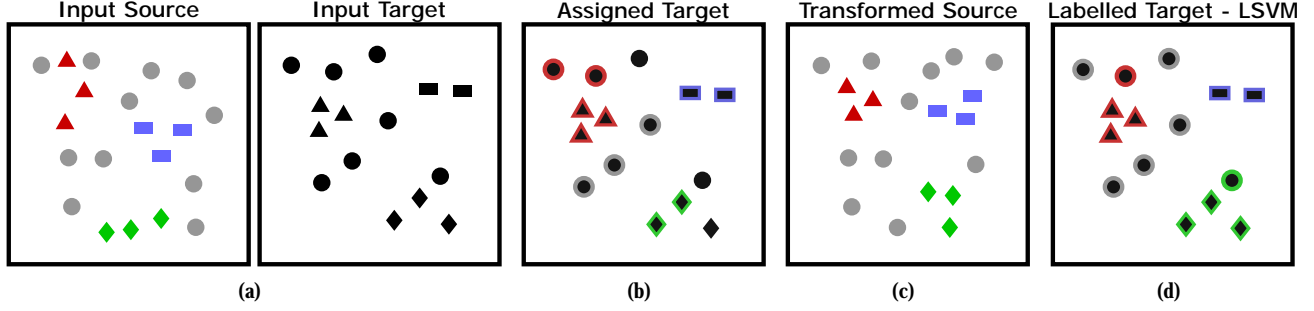 Input Source
Input Target
Assigned Target
Transformed Source
Labelled Target - LSVM
(a)
(b)
(c)
(d)